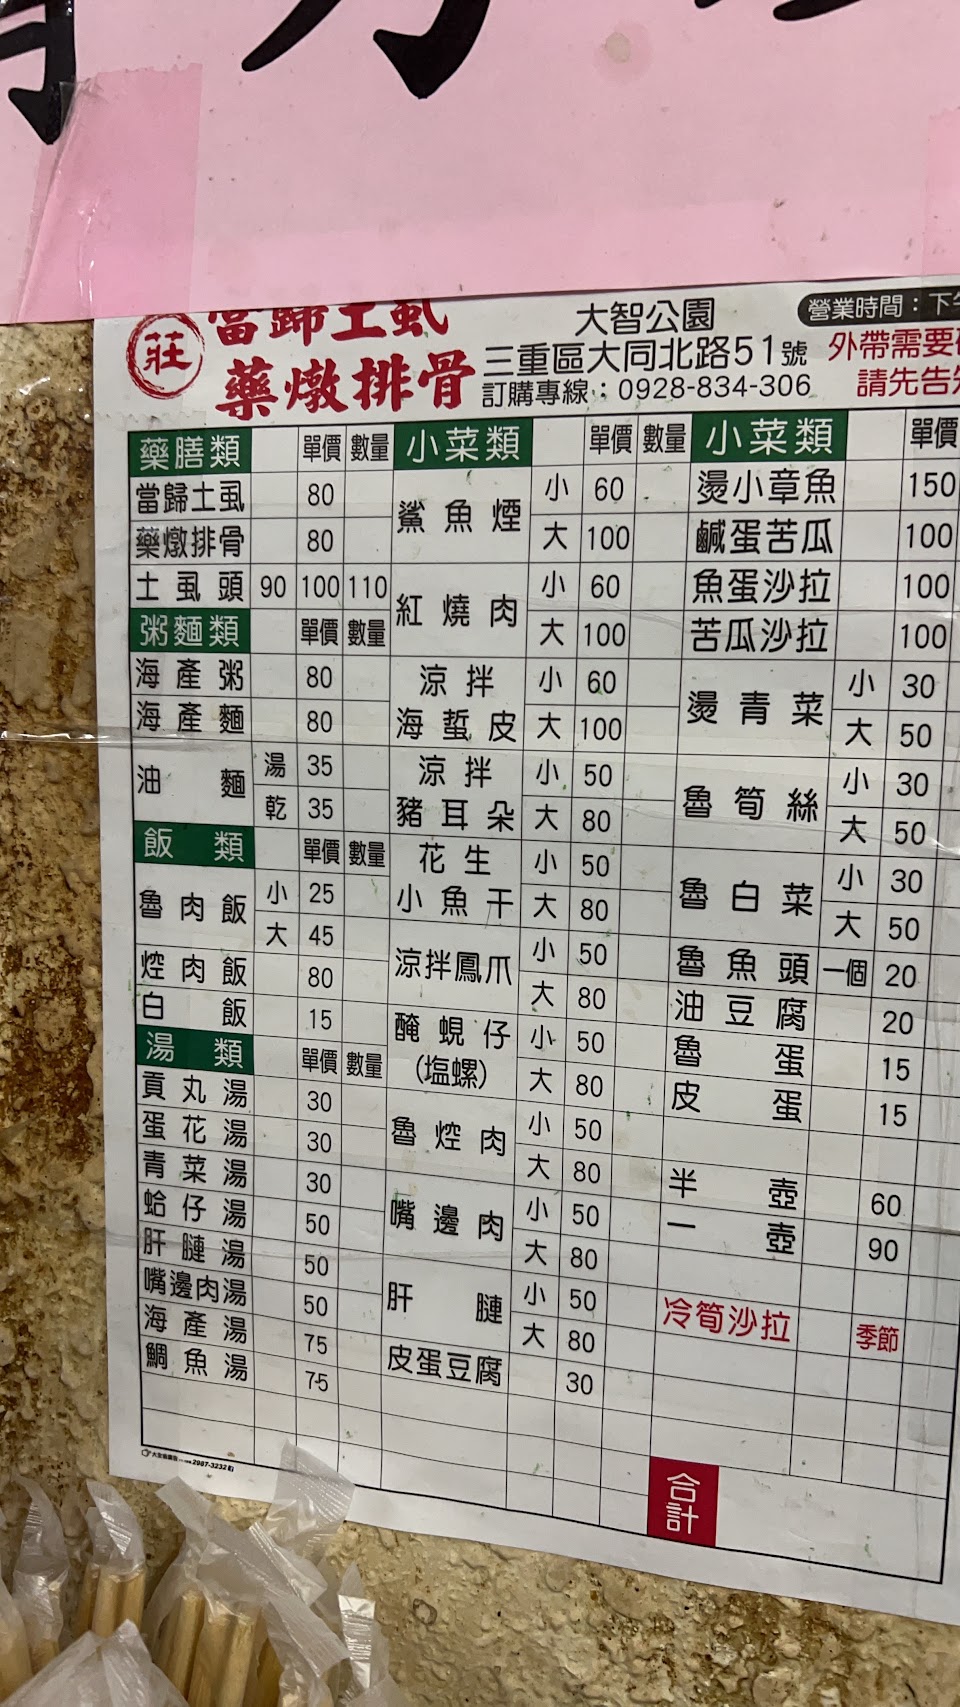 莊
當歸土虱
藥燉排骨
大智公園
三重區大同北路51號
訂購專線：0928-834-306
營業時間：下
外帶需要
請先告
藥膳類 單價 數量
當歸土虱 80
藥燉排骨 80
土虱頭 90 100 110
粥麵類 單價 數量
海產粥 80
海產麵 80
油麵 湯 35
乾 35
飯類 單價 數量
魯肉飯 小 25
大 45
焢肉飯 80
白飯 15
湯類 單價 數量
貢丸湯 30
蛋花湯 30
青菜湯 30
蛤仔湯 50
肝腱湯 50
嘴邊肉湯 50
海產湯 75
鯛魚湯 75
小菜類 單價 數量
鯊魚煙 小 60
大 100
紅燒肉 小 60
大 100
涼拌海蜇皮 小 60
大 100
涼拌豬耳朵 小 50
大 80
花生小魚干 小 50
大 80
涼拌鳳爪 小 50
大 80
醃蜆仔(塩螺) 小 50
大 80
魯焢肉 小 50
大 80
嘴邊肉 小 50
大 80
肝腱 小 50
大 80
皮蛋豆腐 30
小菜類 單價
燙小章魚 150
鹹蛋苦瓜 100
魚蛋沙拉 100
苦瓜沙拉 100
燙青菜 小 30
大 50
魯筍絲 小 30
大 50
魯白菜 小 30
大 50
魯魚頭 一個 20
油豆腐 20
魯蛋 15
皮蛋 15
半壺 60
一壺 90
冷筍沙拉 季節
合計
2987-3232